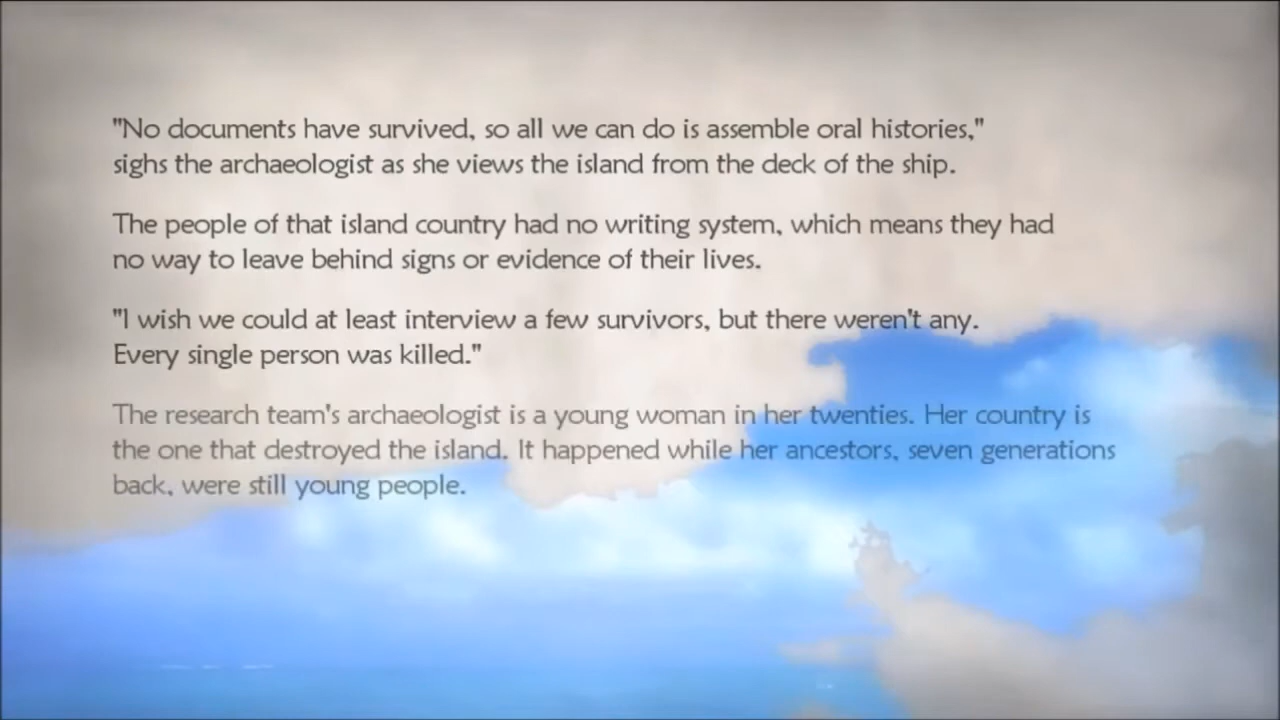 "No documents have survived, so all we can do is assemble oral histories,"
sighs the archaeologist as she views the island from the deck of the ship.
The people of that island country had no writing system, which means they had
no way to leave behind signs or evidence of their lives.
"I wish we could at least interview a few survivors, but there weren't any.
Every single person was killed."
The research team's archaeologist is a young woman in her twenties. Her country is
the one that destroyed the island. It happened while her ancestors, seven generations
back, were still young people.